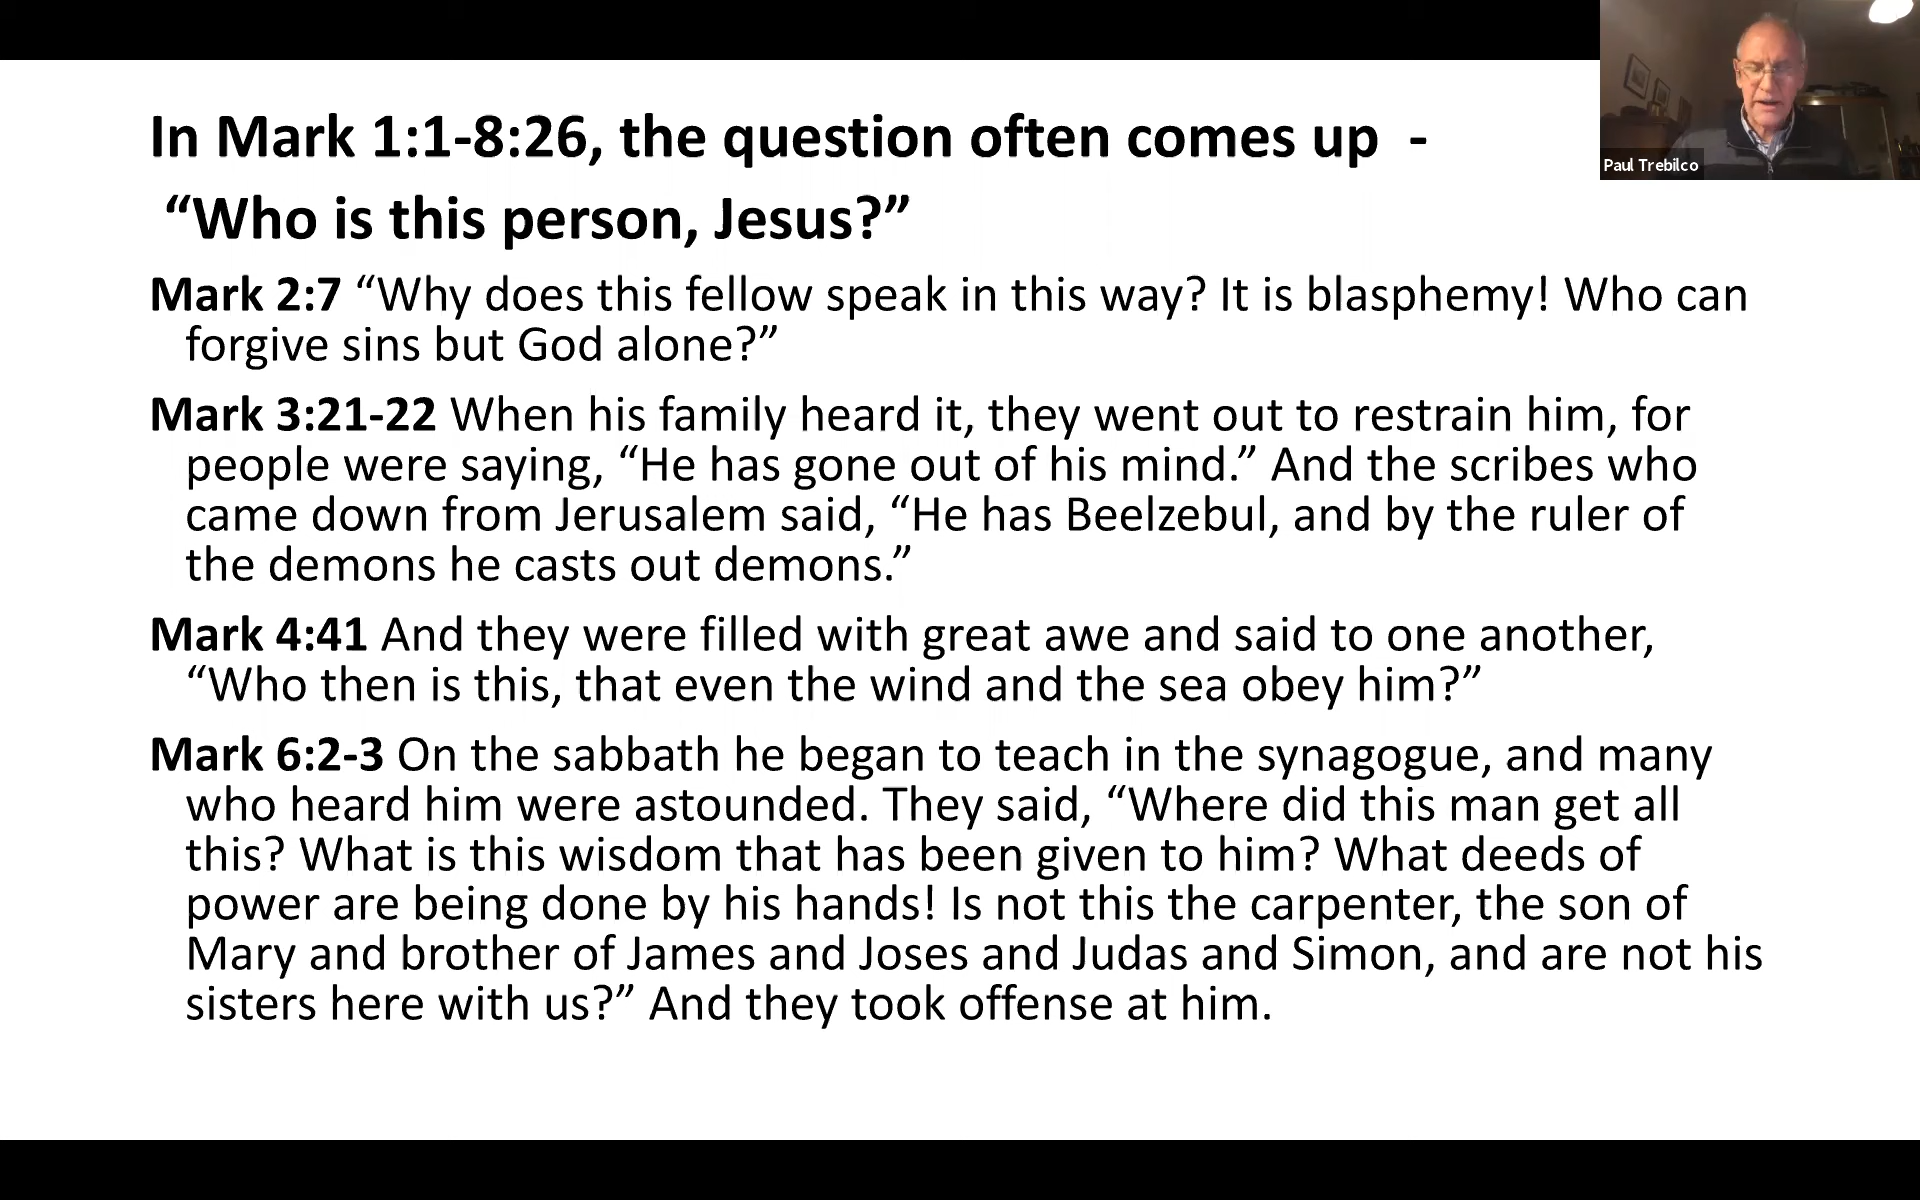 In Mark 1:1-8:26, the question often comes up  -
“Who is this person, Jesus?”
Paul Trebilco
Mark 2:7 “Why does this fellow speak in this way? It is blasphemy! Who can
forgive sins but God alone?”
Mark 3:21-22 When his family heard it, they went out to restrain him, for
people were saying, “He has gone out of his mind.” And the scribes who
came down from Jerusalem said, “He has Beelzebul, and by the ruler of
the demons he casts out demons.”
Mark 4:41 And they were filled with great awe and said to one another,
“Who then is this, that even the wind and the sea obey him?”
Mark 6:2-3 On the sabbath he began to teach in the synagogue, and many
who heard him were astounded. They said, “Where did this man get all
this? What is this wisdom that has been given to him? What deeds of
power are being done by his hands! Is not this the carpenter, the son of
Mary and brother of James and Joses and Judas and Simon, and are not his
sisters here with us?” And they took offense at him.